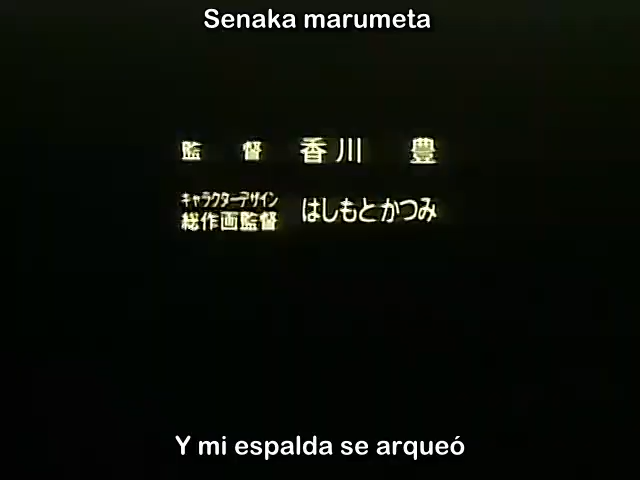 Senaka marumeta
監督 香川 豊
キャラクターデザイン
総作画監督 はしもとかつみ
Y mi espalda se arqueó